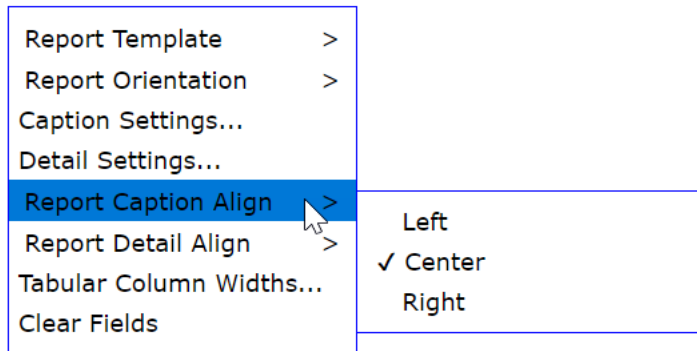 Report Template >
Report Orientation >
Caption Settings...
Detail Settings...
Report Caption Align >
Report Detail Align >
Tabular Column Widths...
Clear Fields
Left
✓ Center
Right